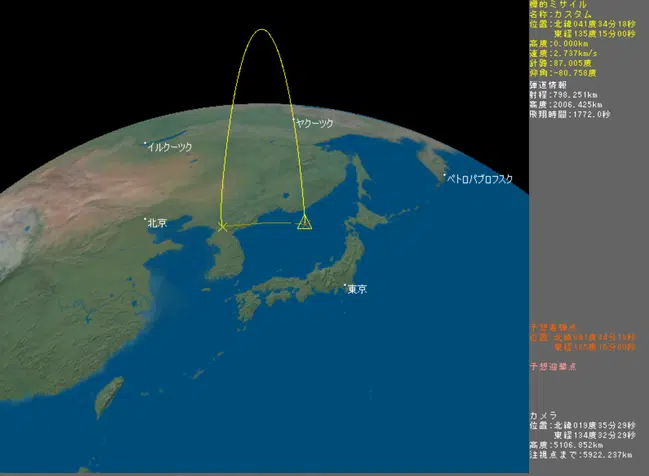 標的ミサイル
名称:カスタム
位置:北緯041度34分18秒
東経135度15分00秒
高度:0.000km
速度:2.737km/s
針路:87.005度
仰角:-80.758度
弾道情報
射程:798.251km
高度:2006.425km
飛翔時間:1772.0秒
ヤクーツク
イルクーツク
ペトロパブロフスク
北京
東京
予想着弾点
位置:北緯041度34分18秒
東経135度15分00秒
予想迎撃点
カメラ
位置:北緯019度35分29秒
東経134度32分29秒
高度:5106.852km
注視点まで:5922.237km